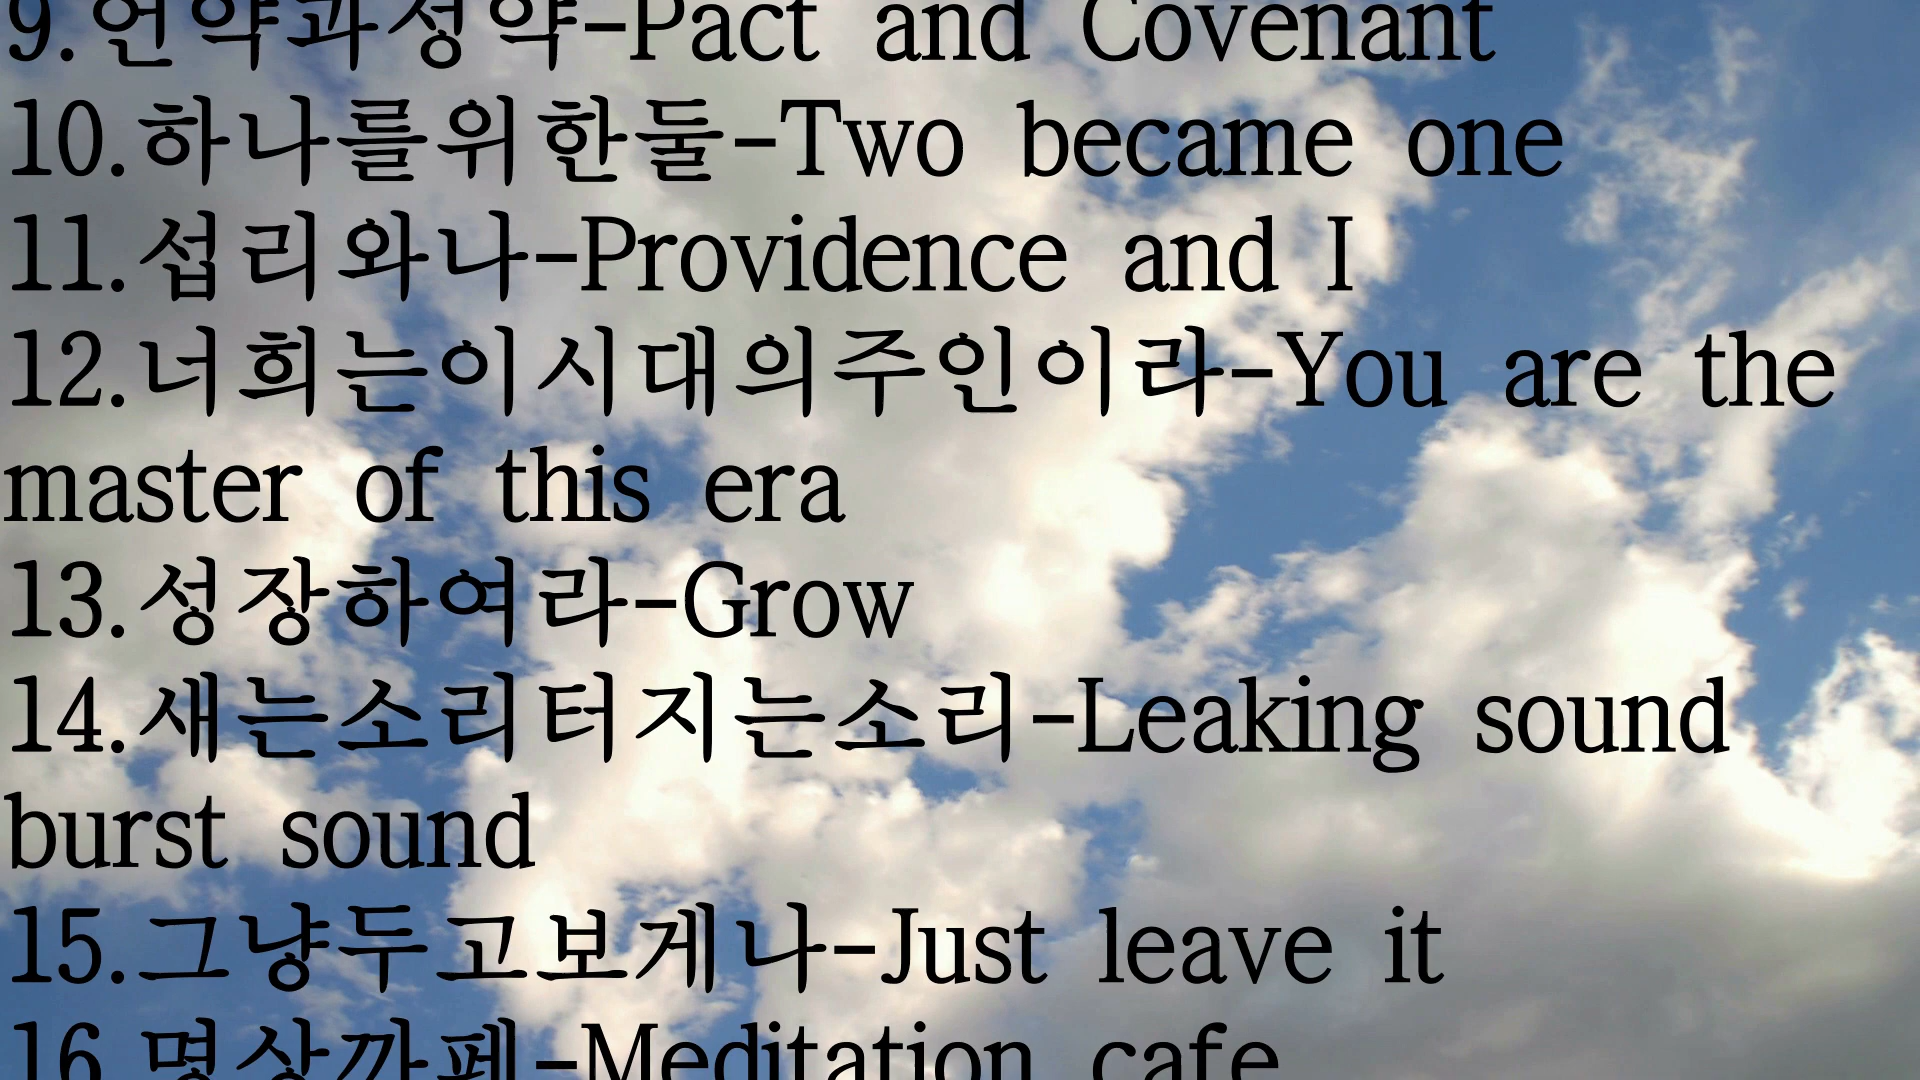 9.언약과성약-Pact and Covenant
10.하나를위한둘-Two became one
11.섭리와나-Providence and I
12.너희는이시대의주인이라-You are the
master of this era
13.성장하여라-Grow
14.새는소리터지는소리-Leaking sound
burst sound
15.그냥두고보게나-Just leave it
16.명상까페-Meditation cafe